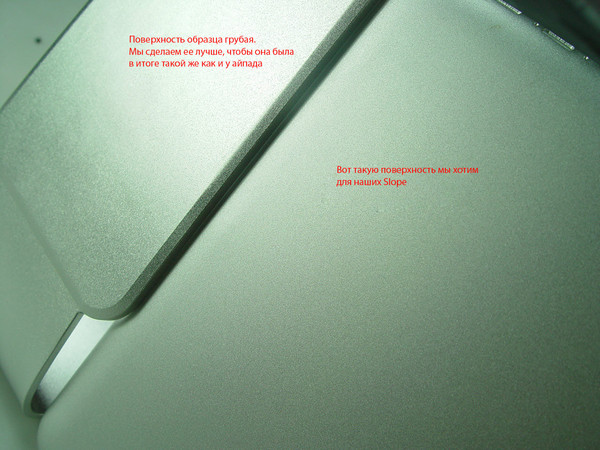 Поверхность образца грубая.
Мы сделаем ее лучше, чтобы она была
в итоге такой же как и у айпада
Вот такую поверхность мы хотим
для наших Slope